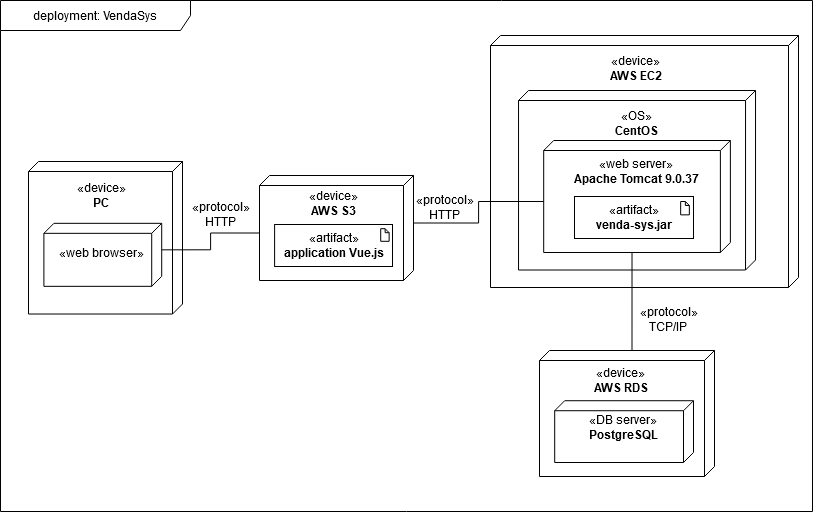 deployment: VendaSys
«device»
PC
«web browser»
«protocol»
HTTP
«device»
AWS S3
«artifact»
application Vue.js
«protocol»
HTTP
«device»
AWS EC2
«OS»
CentOS
«web server»
Apache Tomcat 9.0.37
«artifact»
venda-sys.jar
«protocol»
TCP/IP
«device»
AWS RDS
«DB server»
PostgreSQL